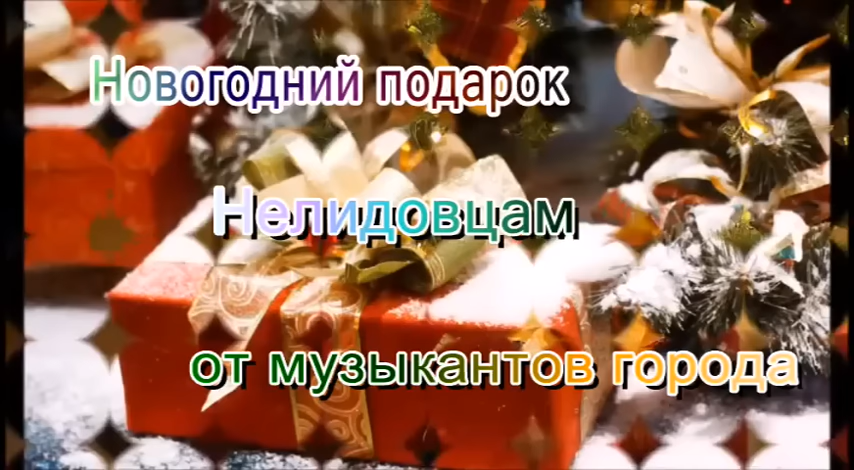 Новогодний подарок
Нелидовцам
от музыкантов города